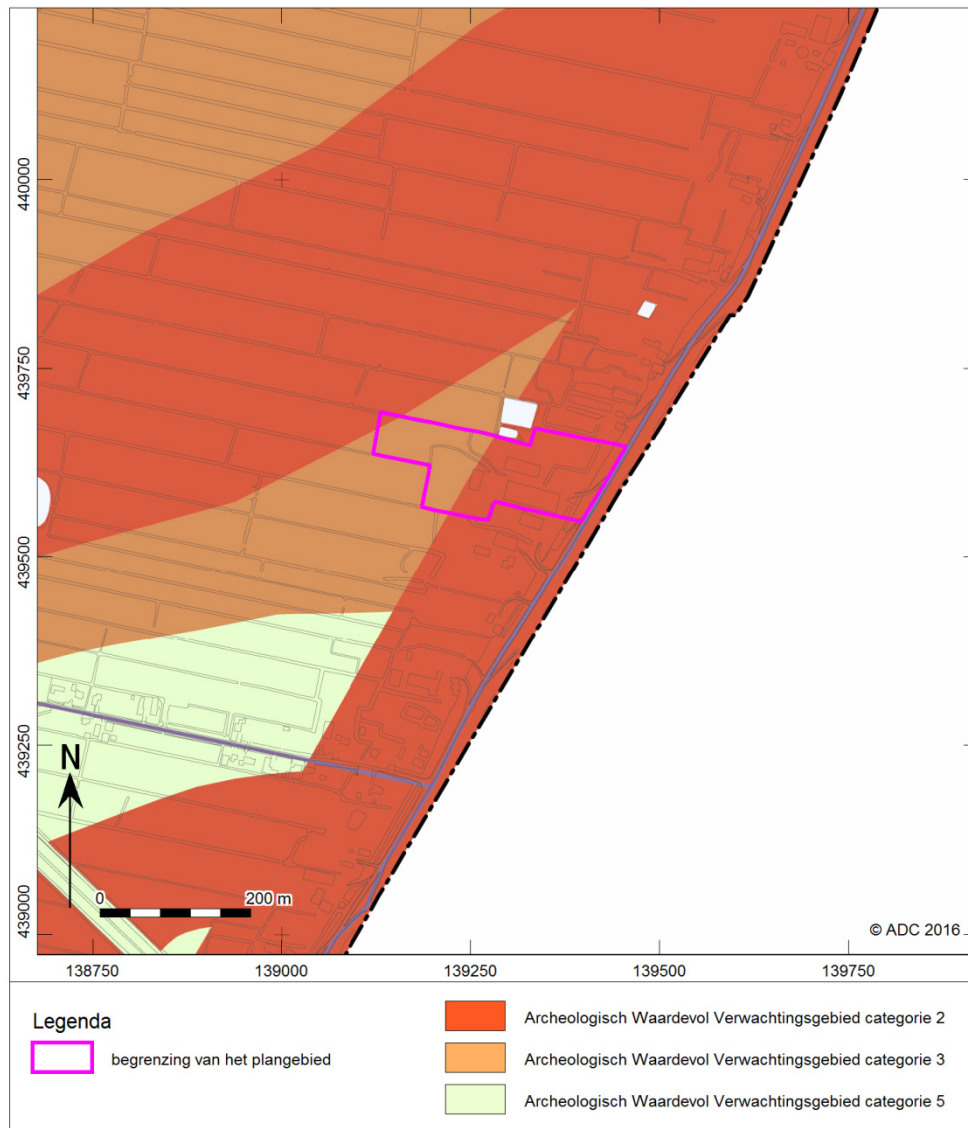 440000
439750
439500
439250
439000
N
0 200 m
© ADC 2016
138750 139000 139250 139500 139750
Legenda
begrenzing van het plangebied
Archeologisch Waardevol Verwachtingsgebied categorie 2
Archeologisch Waardevol Verwachtingsgebied categorie 3
Archeologisch Waardevol Verwachtingsgebied categorie 5